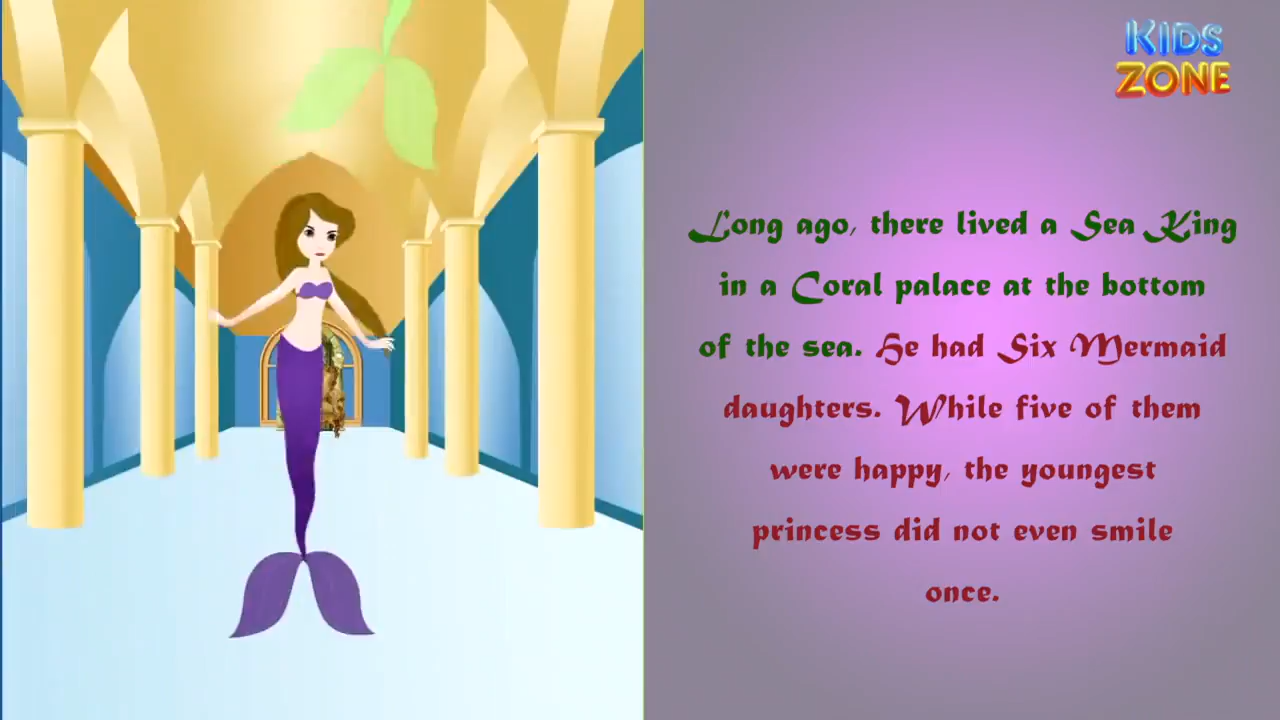 KIDS
ZONE
Long ago, there lived a Sea King
in a Coral palace at the bottom
of the sea. He had Six Mermaid
daughters. While five of them
were happy, the youngest
princess did not even smile
once.